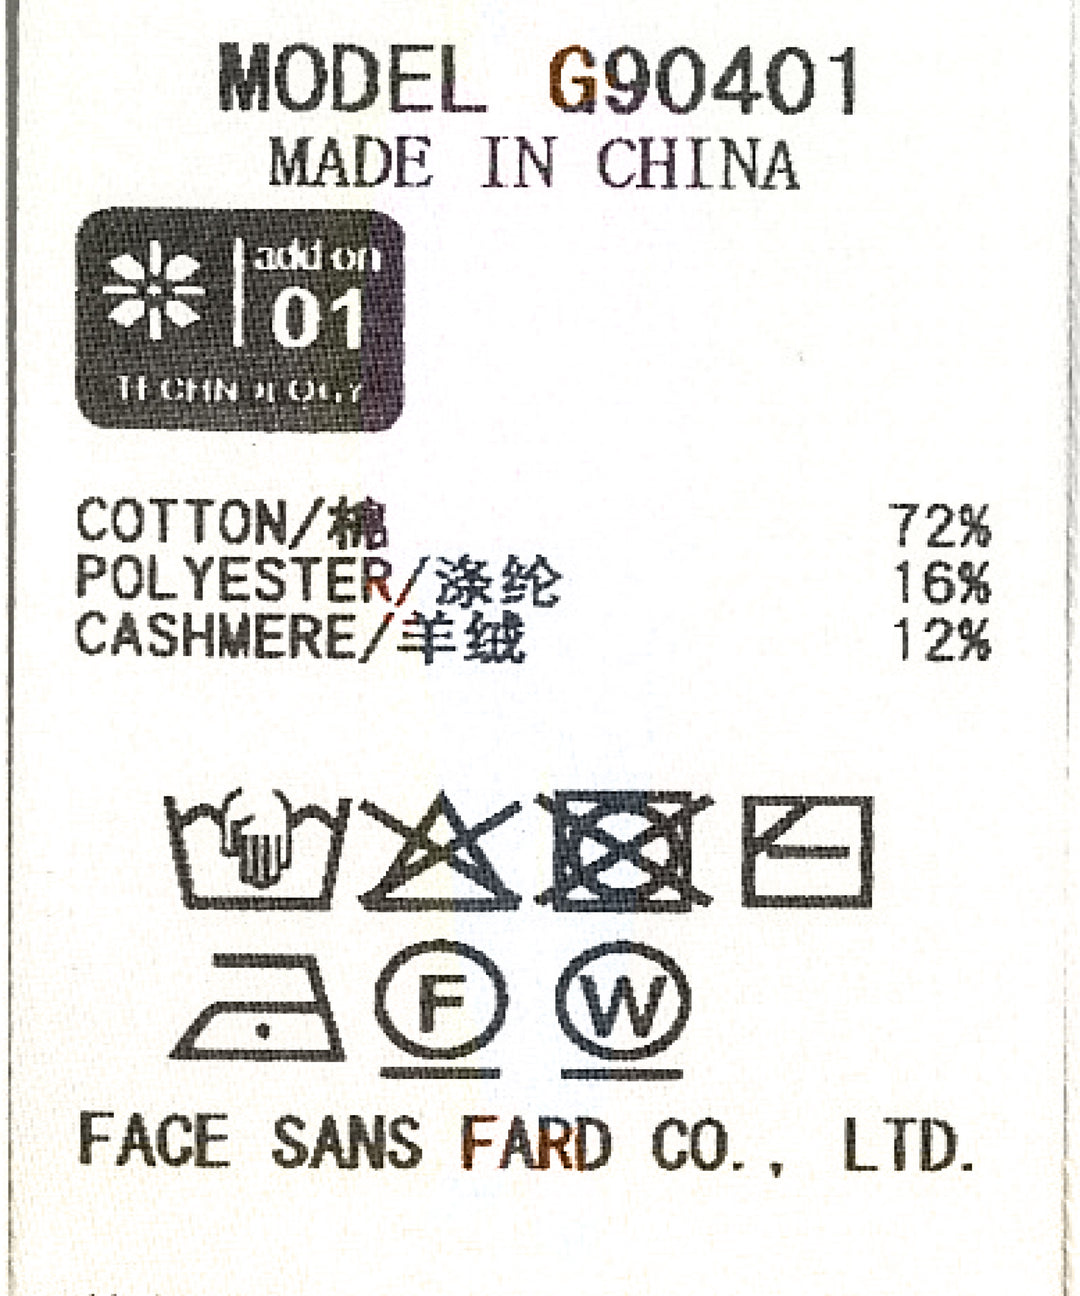 MODEL G90401
MADE IN CHINA
add on
01
TECHNOLOGY
COTTON/棉 72%
POLYESTER/涤纶 16%
CASHMERE/羊绒 12%
F W
FACE SANS FARD CO., LTD.